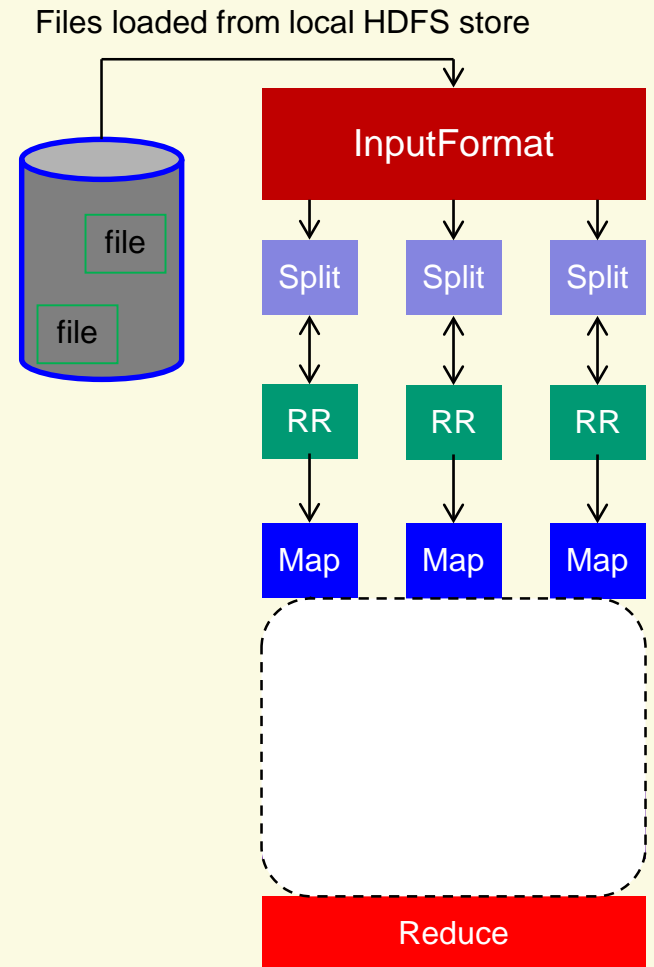 Files loaded from local HDFS store
InputFormat
file
file
Split Split Split
RR RR RR
Map Map Map
Reduce